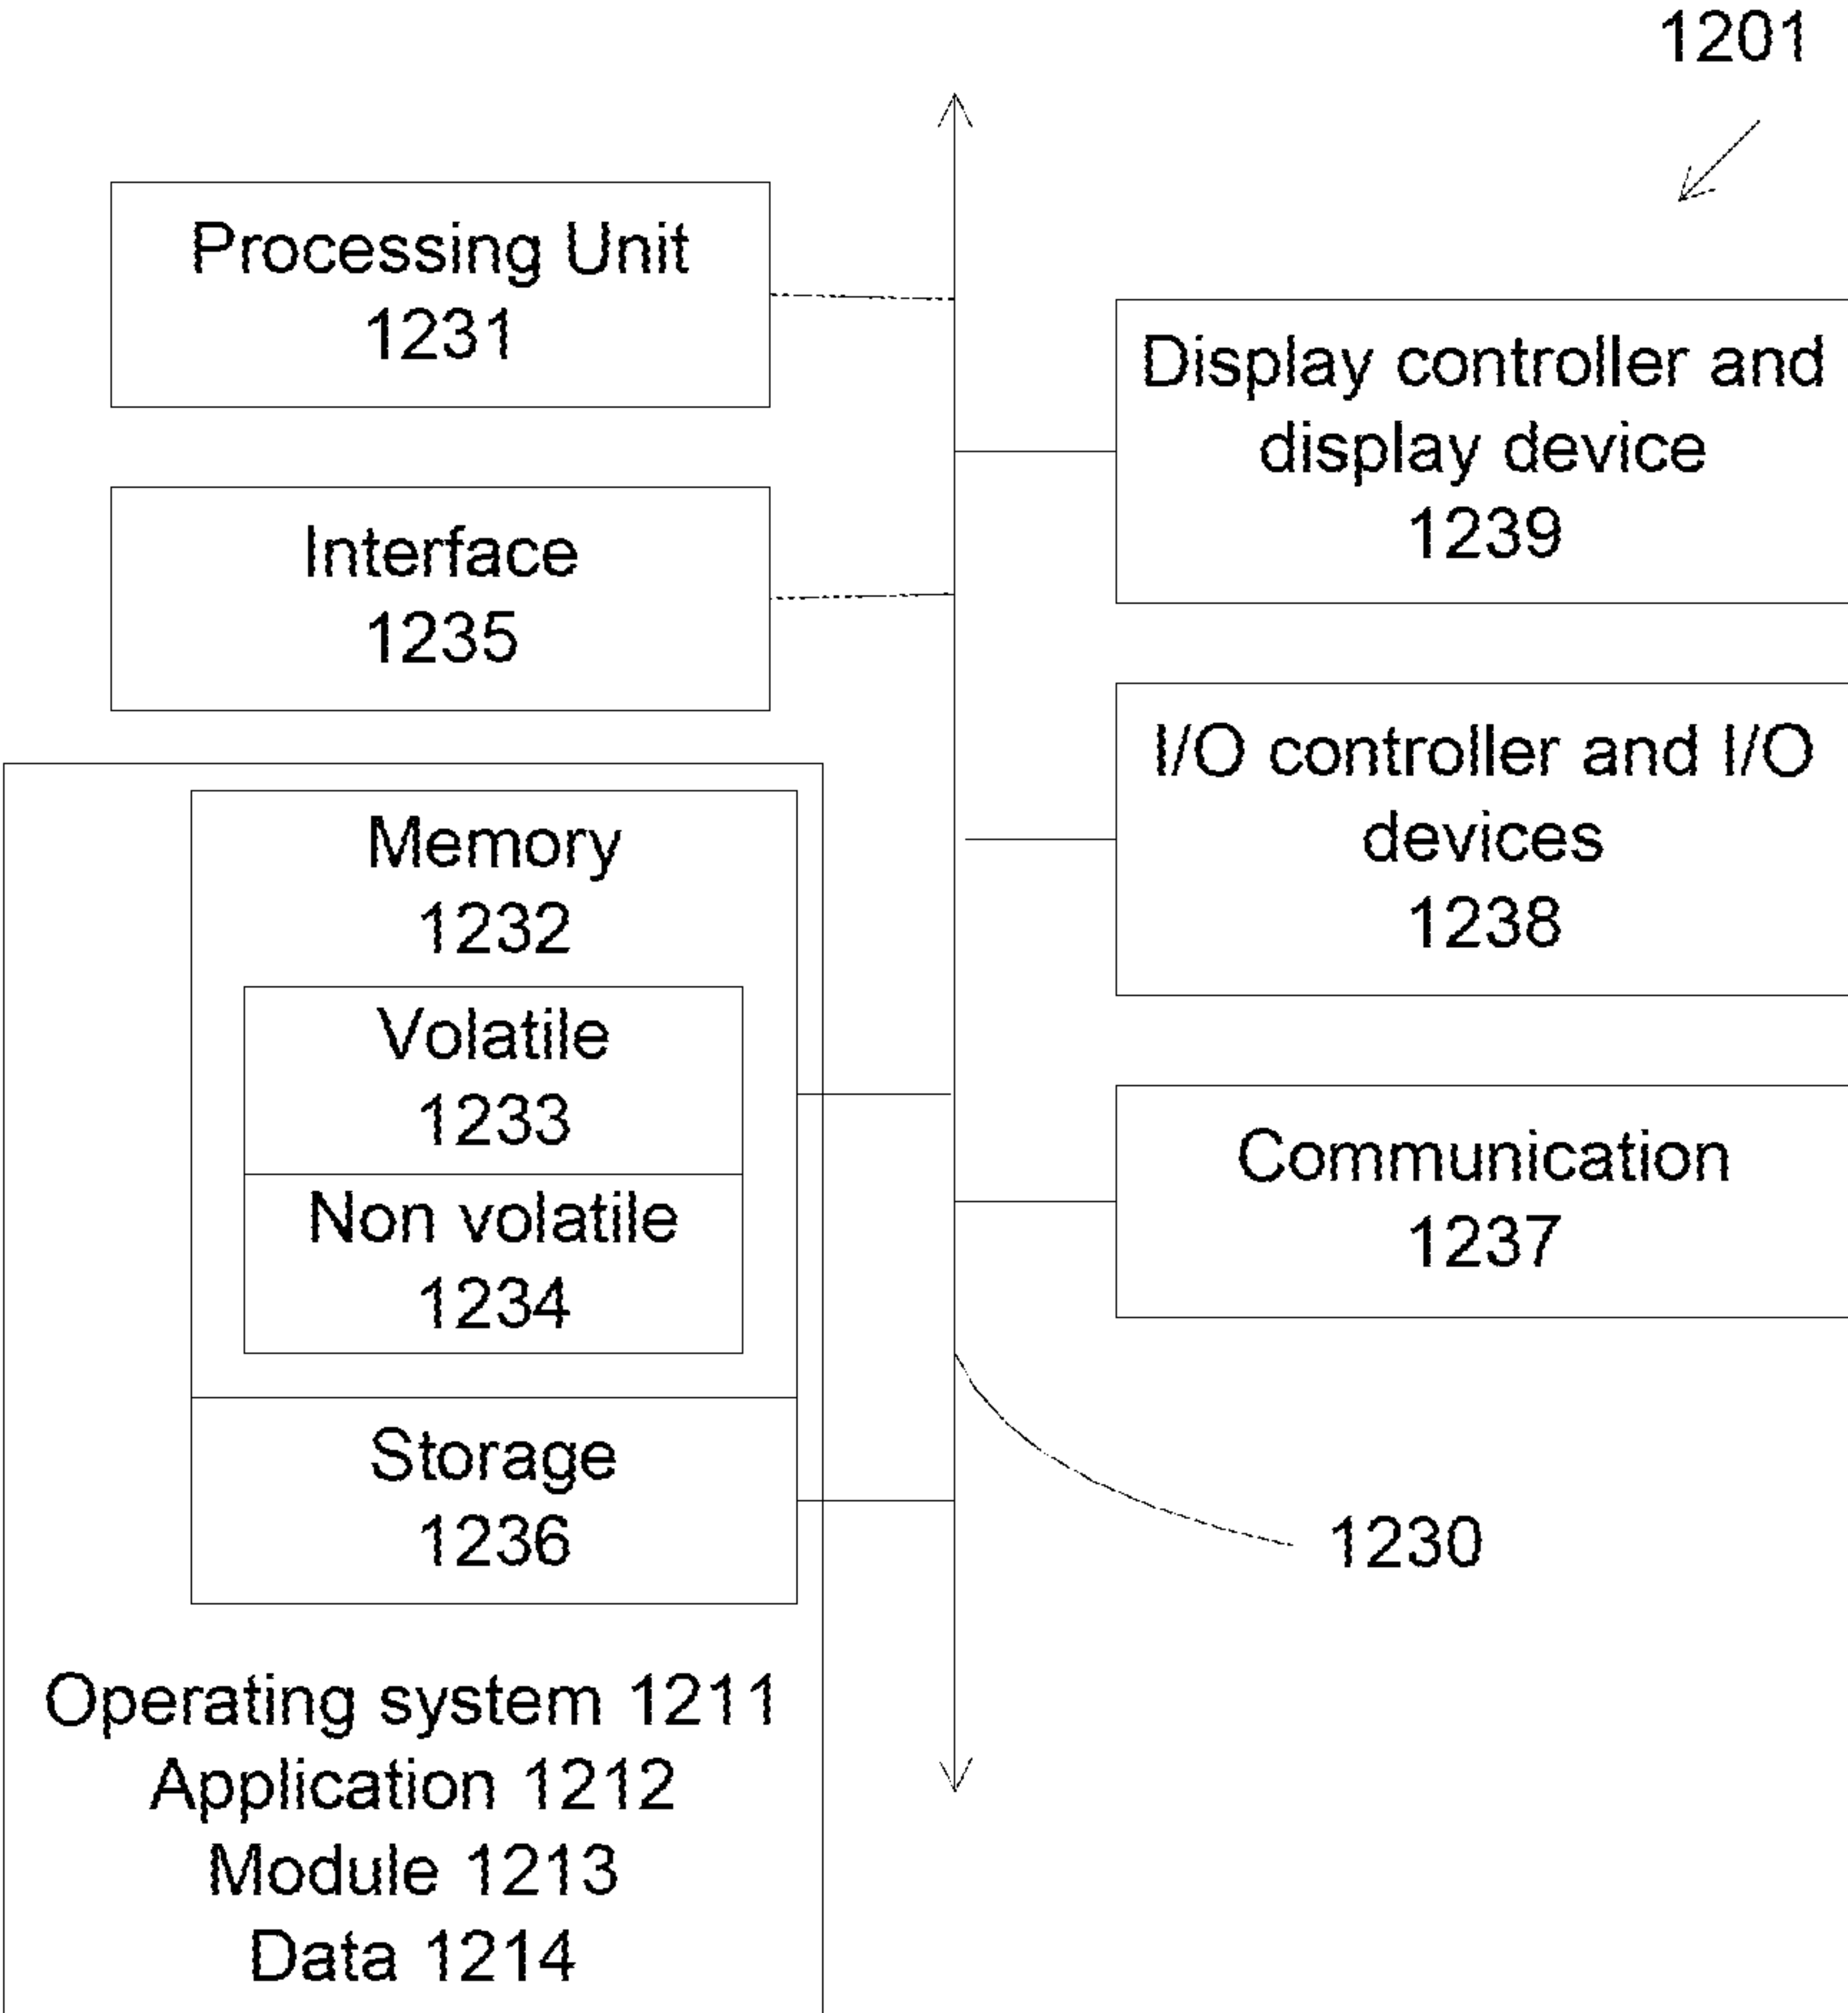 1201
Processing Unit
1231
Display controller and
display device
1239
Interface
1235
I/O controller and I/O
devices
1238
Memory
1232
Volatile
1233
Non volatile
1234
Communication
1237
Storage
1236
1230
Operating system 1211
Application 1212
Module 1213
Data 1214